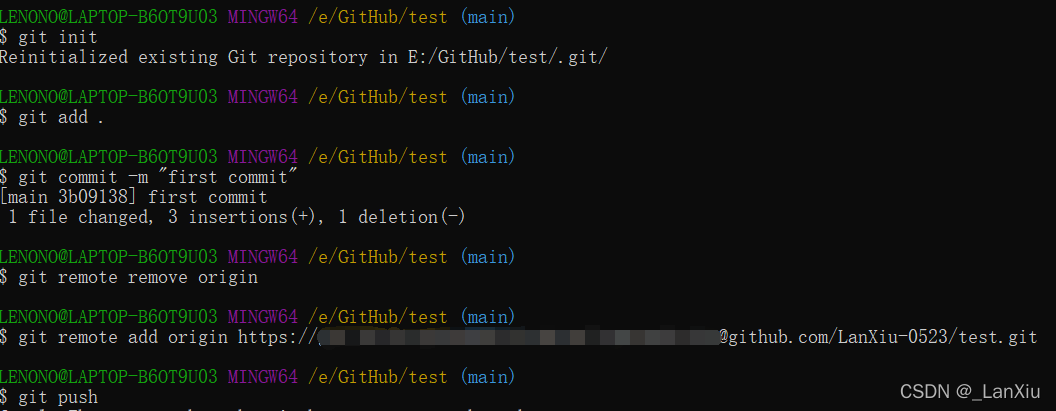 LENONO@LAPTOP-B6OT9U03 MINGW64 /e/GitHub/test (main)
$ git init
Reinitialized existing Git repository in E:/GitHub/test/.git/
LENONO@LAPTOP-B6OT9U03 MINGW64 /e/GitHub/test (main)
$ git add .
LENONO@LAPTOP-B6OT9U03 MINGW64 /e/GitHub/test (main)
$ git commit -m "first commit"
[main 3b09138] first commit
1 file changed, 3 insertions(+), 1 deletion(-)
LENONO@LAPTOP-B6OT9U03 MINGW64 /e/GitHub/test (main)
$ git remote remove origin
LENONO@LAPTOP-B6OT9U03 MINGW64 /e/GitHub/test (main)
$ git remote add origin https://@github.com/LanXiu-0523/test.git
LENONO@LAPTOP-B6OT9U03 MINGW64 /e/GitHub/test (main)
$ git push
CSDN @_LanXiu